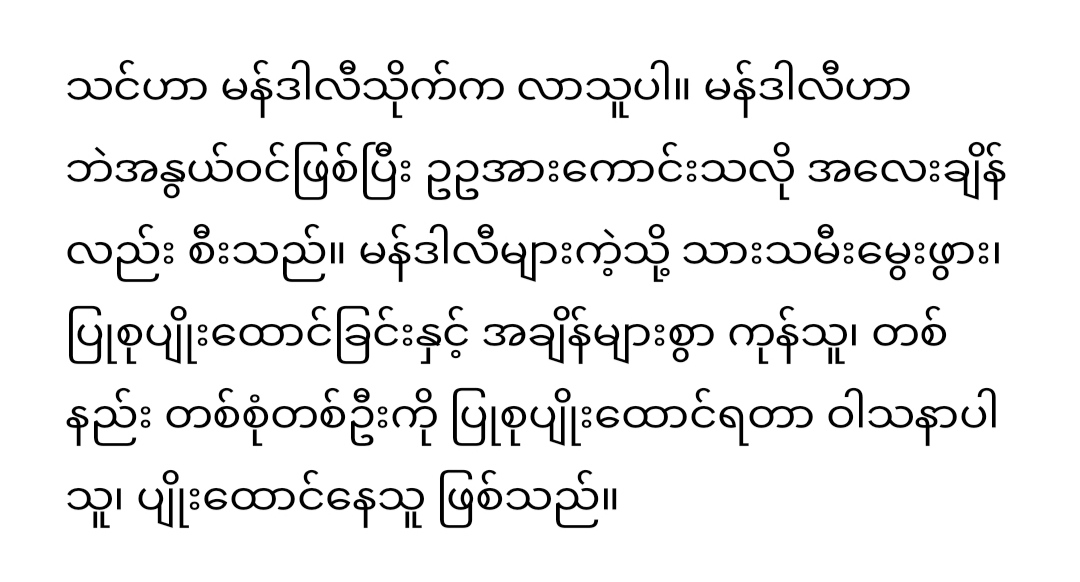 သင်ဟာ မန်ဒါလီသိုက်က လာသူပါ။ မန်ဒါလီဟာ
ဘဲအနွယ်ဝင်ဖြစ်ပြီး ဥဥအားကောင်းသလို အလေးချိန်
လည်း စီးသည်။ မန်ဒါလီများကဲ့သို့ သားသမီးမွေးဖွား၊
ပြုစုပျိုးထောင်ခြင်းနှင့် အချိန်များစွာ ကုန်သူ၊ တစ်
နည်း တစ်စုံတစ်ဦးကို ပြုစုပျိုးထောင်ရတာ ဝါသနာပါ
သူ၊ ပျိုးထောင်နေသူ ဖြစ်သည်။